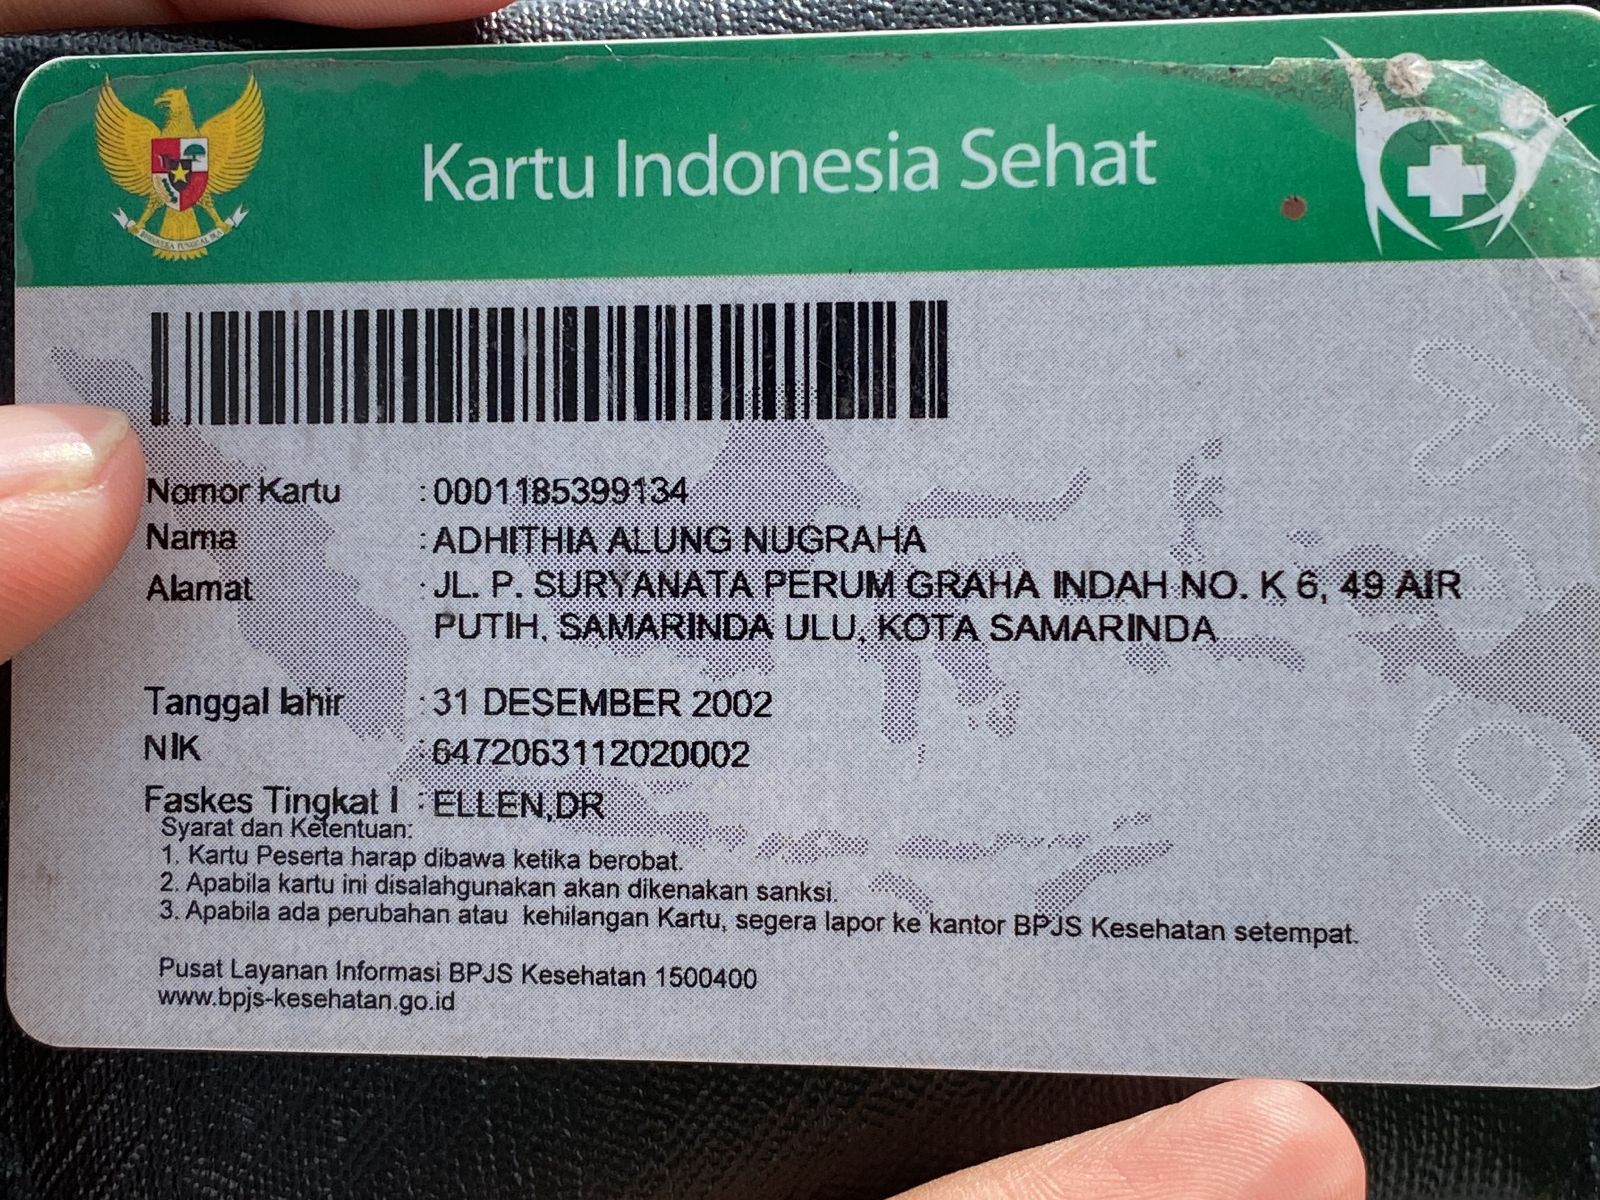 Kartu Indonesia Sehat
BHINNEKA TUNGGAL IKA
Nomor Kartu : 0001185399134
Nama : ADHITHIA ALUNG NUGRAHA
Alamat : JL. P. SURYANATA PERUM GRAHA INDAH NO. K 6, 49 AIR
PUTIH, SAMARINDA ULU, KOTA SAMARINDA
Tanggal lahir : 31 DESEMBER 2002
NIK : 6472063112020002
Faskes Tingkat I : ELLEN,DR
Syarat dan Ketentuan:
1. Kartu Peserta harap dibawa ketika berobat.
2. Apabila kartu ini disalahgunakan akan dikenakan sanksi.
3. Apabila ada perubahan atau kehilangan Kartu, segera lapor ke kantor BPJS Kesehatan setempat.
Pusat Layanan Informasi BPJS Kesehatan 1500400
www.bpjs-kesehatan.go.id
COPY